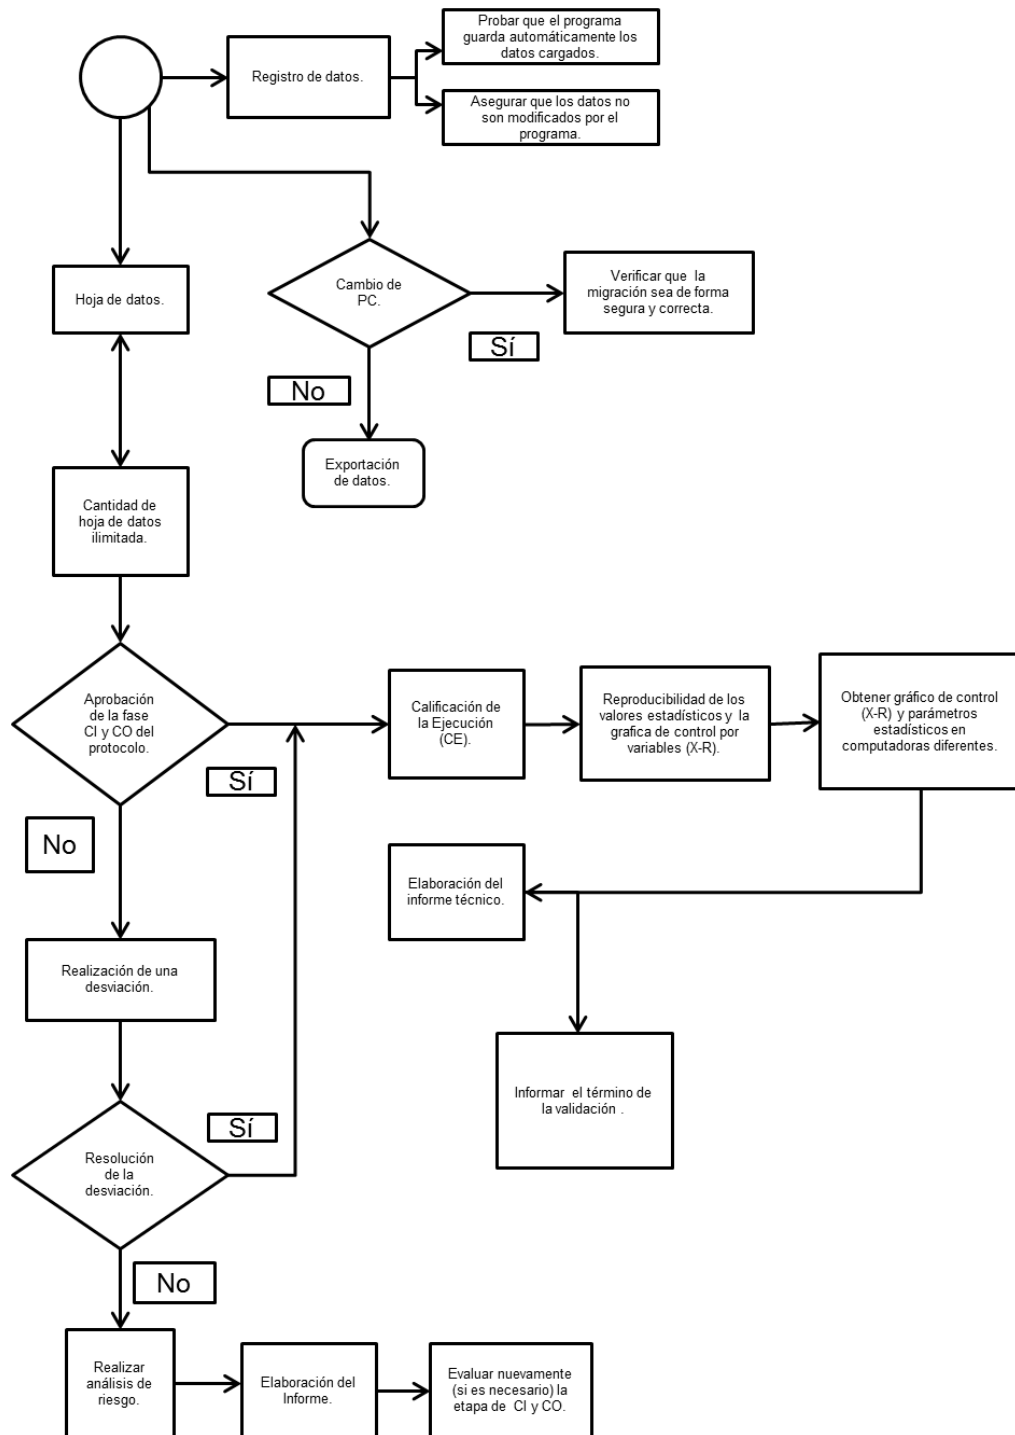 Probar que el programa
guarda automáticamente los
datos cargados.
Registro de datos.
Asegurar que los datos no
son modificados por el
programa.
Hoja de datos.
Cambio de
PC.
Verificar que la
migración sea de forma
segura y correcta.
Sí
No
Exportación
de datos.
Cantidad de
hoja de datos
ilimitada.
Aprobación
de la fase
CI y CO del
protocolo.
Sí
No
Calificación de
la Ejecución
(CE).
Reproducibilidad de los
valores estadísticos y la
grafica de control por
variables (X-R).
Obtener gráfico de control
(X-R) y parámetros
estadísticos en
computadoras diferentes.
Elaboración del
informe técnico.
Realización de una
desviación.
Informar el término de
la validación .
Sí
Resolución
de la
desviación.
No
Realizar
análisis de
riesgo.
Elaboración del
Informe.
Evaluar nuevamente
(si es necesario) la
etapa de CI y CO.